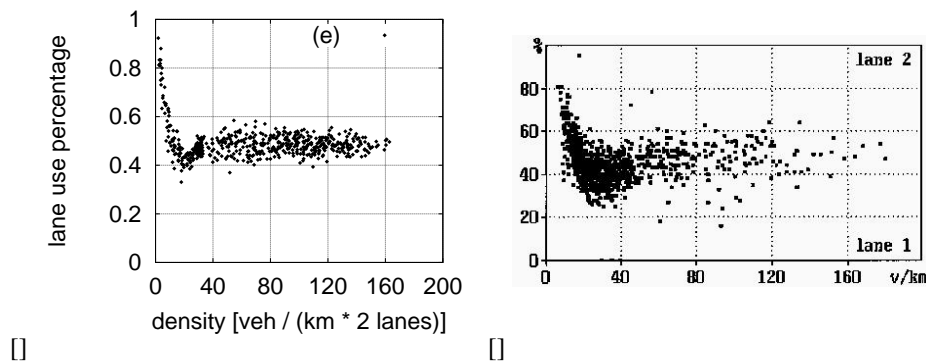 1
0.8
0.6
0.4
0.2
0
lane use percentage
(e)
0 40 80 120 160 200
density [veh / (km * 2 lanes)]
[]
%
80
60
40
20
0
lane 2
lane 1
0 40 80 120 160 v/km
[]